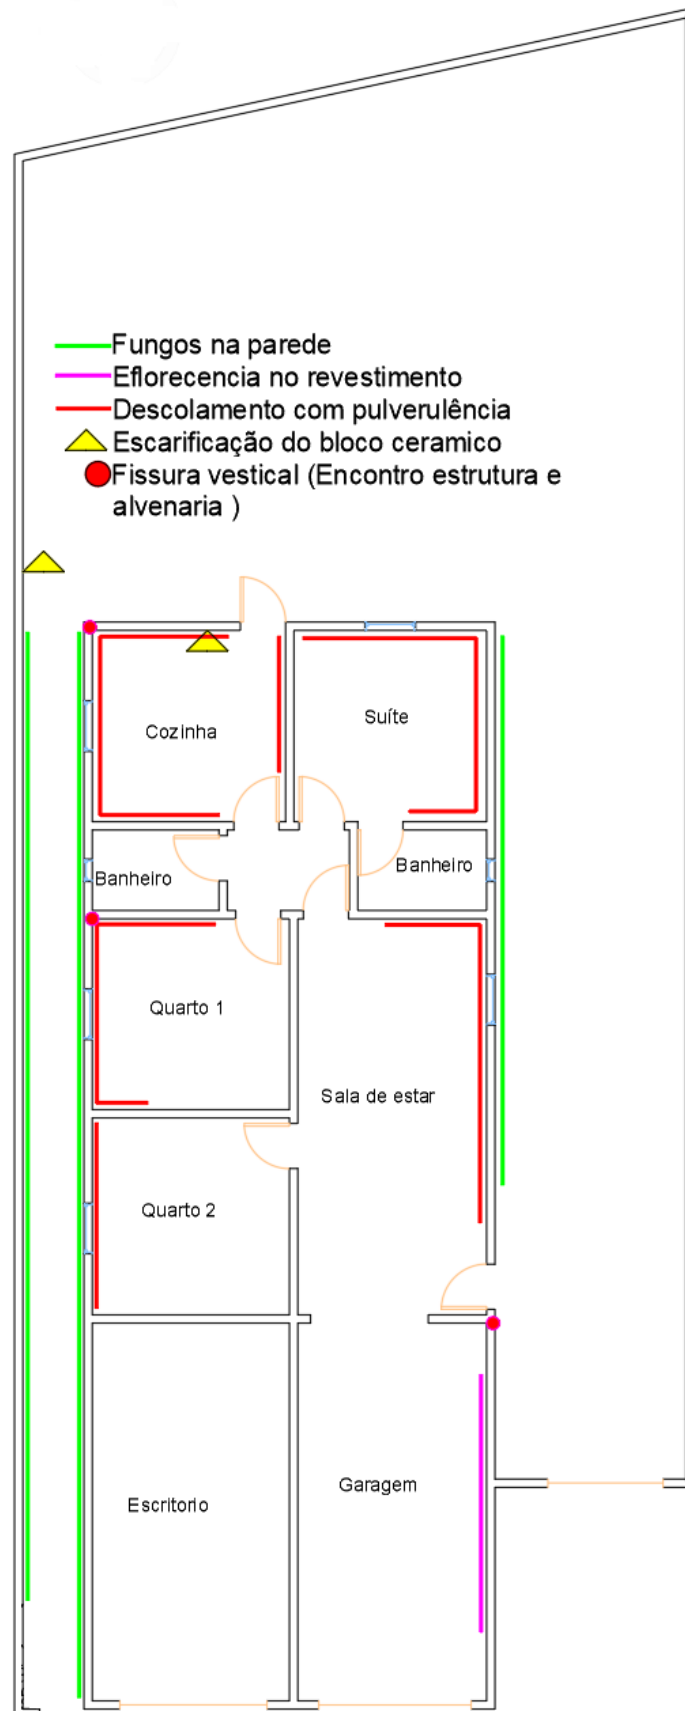 Fungos na parede
Eflorecencia no revestimento
Descolamento com pulverulência
Escarificação do bloco ceramico
Fissura vestical (Encontro estrutura e
alvenaria )
Cozinha
Suíte
Banheiro
Banheiro
Quarto 1
Sala de estar
Quarto 2
Escritorio
Garagem